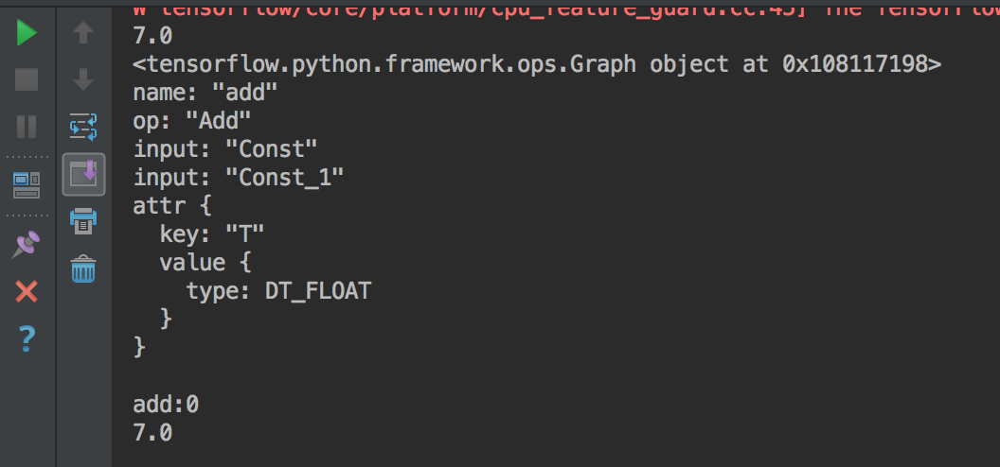 W tensorflow/core/platform/cpu_feature_guard.cc:45] The TensorFlow
7.0
<tensorflow.python.framework.ops.Graph object at 0x108117198>
name: "add"
op: "Add"
input: "Const"
input: "Const_1"
attr {
  key: "T"
  value {
    type: DT_FLOAT
  }
}

add:0
7.0